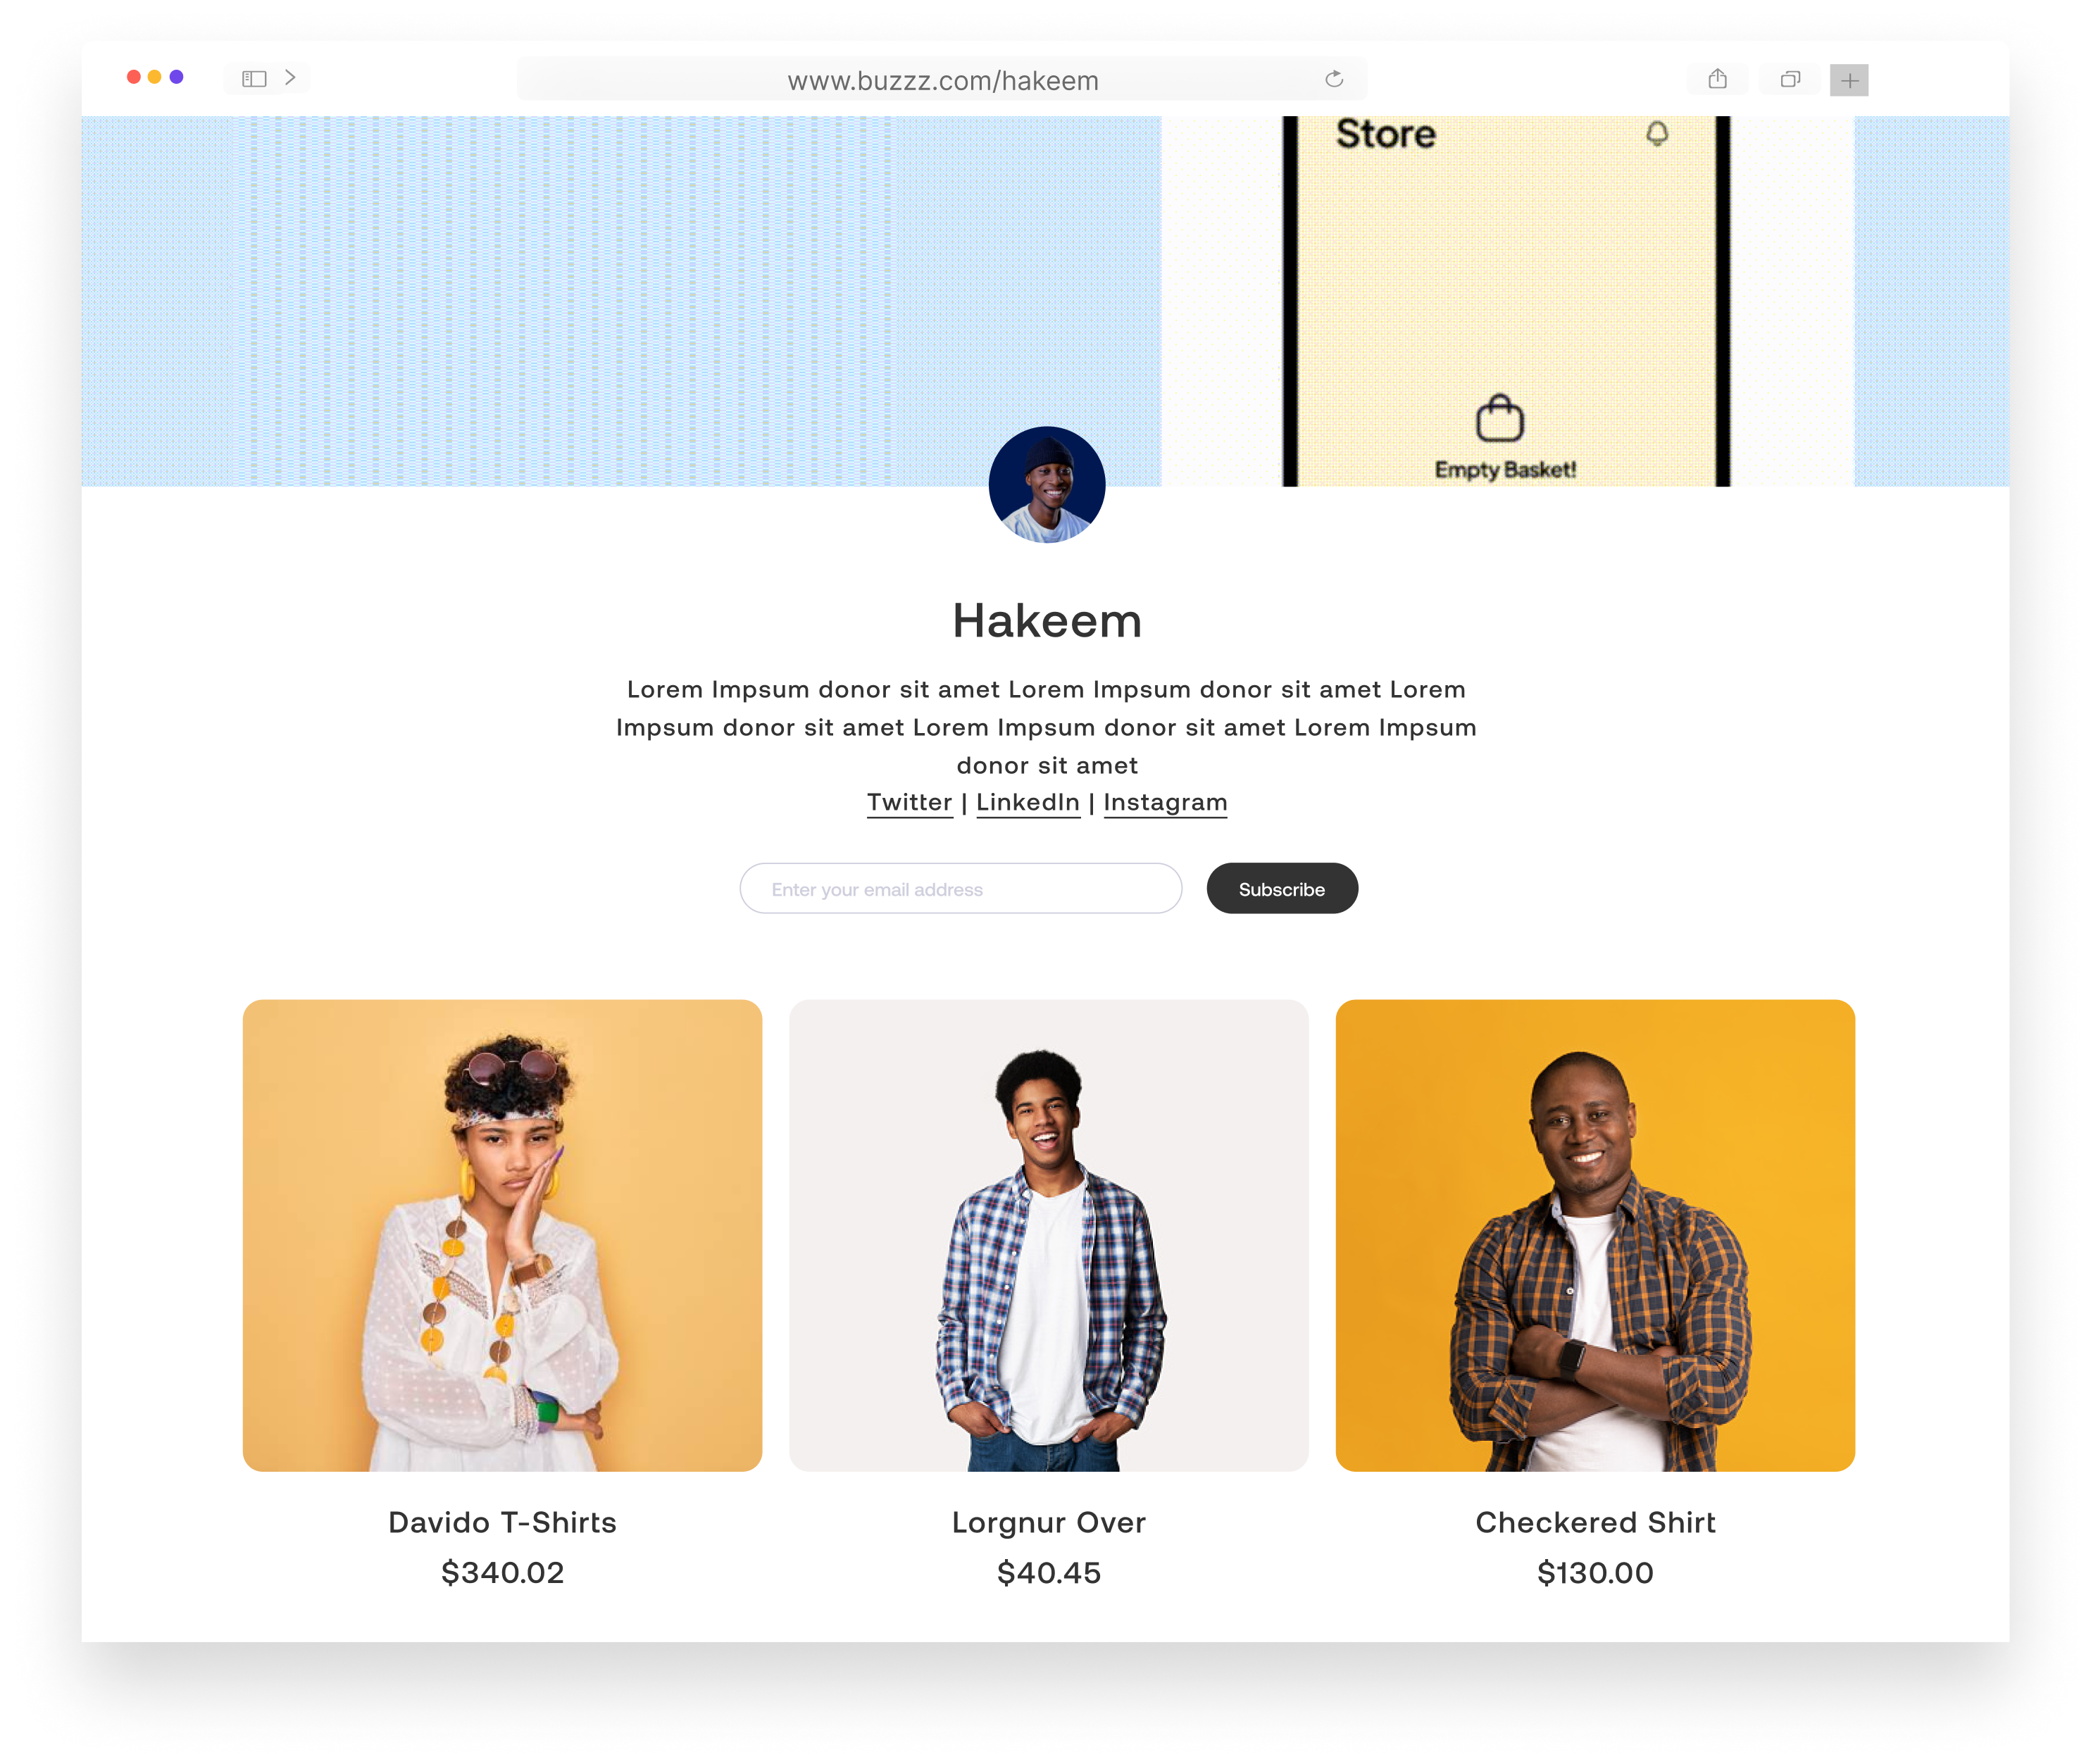 www.buzzz.com/hakeem
Store
Empty Basket!
Hakeem
Lorem Impsum donor sit amet Lorem Impsum donor sit amet Lorem
Impsum donor sit amet Lorem Impsum donor sit amet Lorem Impsum
donor sit amet
Twitter | LinkedIn | Instagram
Enter your email address
Subscribe
Davido T-Shirts
Lorgnur Over
Checkered Shirt
$340.02
$40.45
$130.00